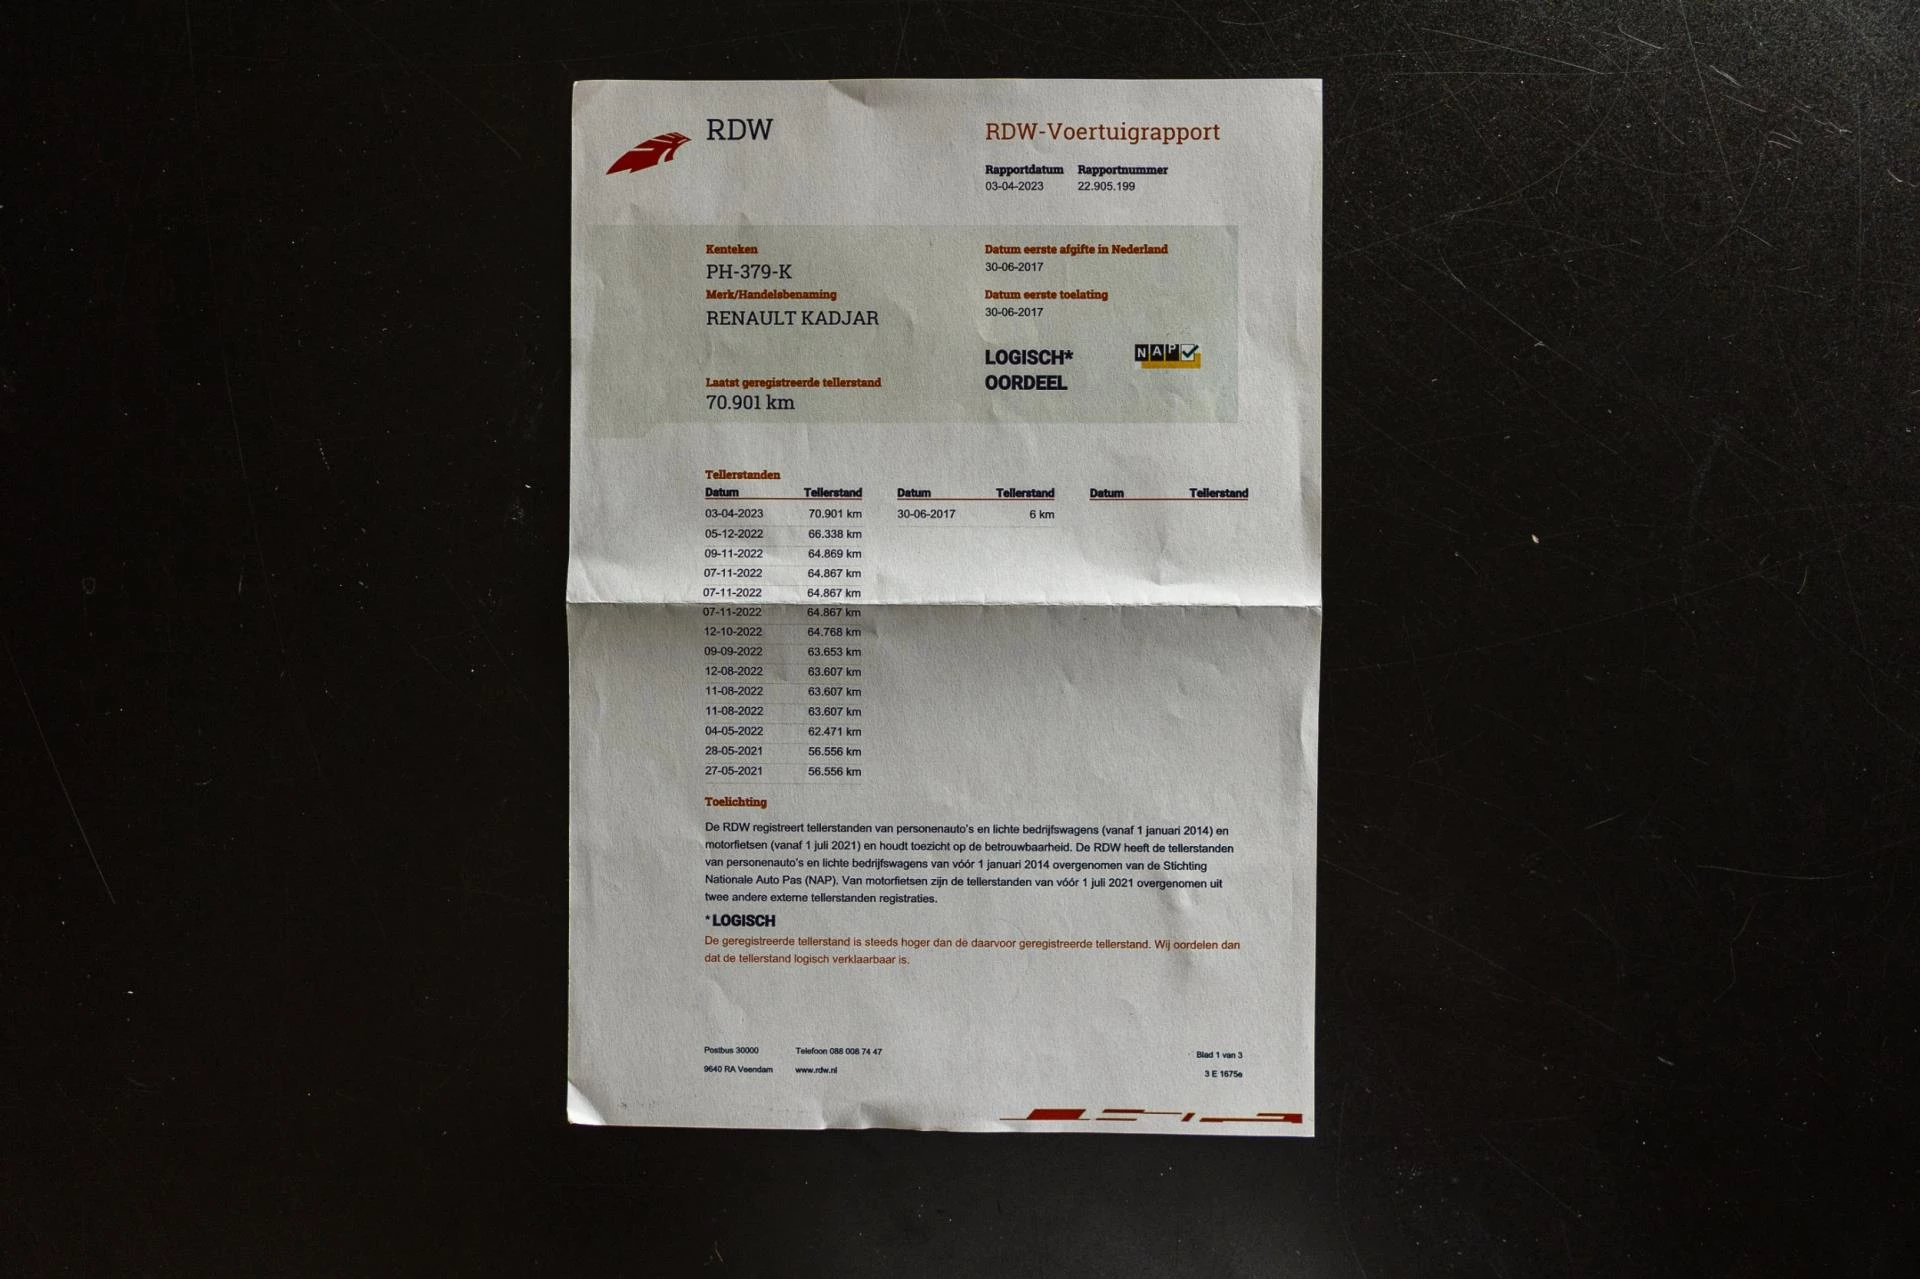 RDW
RDW-Voertuigrapport
Rapportdatum Rapportnummer
03-04-2023 22.905.199
Kenteken
PH-379-K
Merk/Handelsbenaming
RENAULT KADJAR
Laatst geregistreerde tellerstand
70.901 km
Datum eerste afgifte in Nederland
30-06-2017
Datum eerste toelating
30-06-2017
LOGISCH*
OORDEEL
NAP
Tellerstanden
Datum Tellerstand Datum Tellerstand Datum Tellerstand
03-04-2023 70.901 km 30-06-2017 6 km
05-12-2022 66.338 km
09-11-2022 64.869 km
07-11-2022 64.867 km
07-11-2022 64.867 km
07-11-2022 64.867 km
12-10-2022 64.768 km
09-09-2022 63.653 km
12-08-2022 63.607 km
11-08-2022 63.607 km
11-08-2022 63.607 km
04-05-2022 62.471 km
28-05-2021 56.556 km
27-05-2021 56.556 km
Toelichting
De RDW registreert tellerstanden van personenauto's en lichte bedrijfswagens (vanaf 1 januari 2014) en
motorfietsen (vanaf 1 juli 2021) en houdt toezicht op de betrouwbaarheid. De RDW heeft de tellerstanden
van personenauto's en lichte bedrijfswagens van vóór 1 januari 2014 overgenomen van de Stichting
Nationale Auto Pas (NAP). Van motorfietsen zijn de tellerstanden van vóór 1 juli 2021 overgenomen uit
twee andere externe tellerstanden registraties.
*LOGISCH
De geregistreerde tellerstand is steeds hoger dan de daarvoor geregistreerde tellerstand. Wij oordelen dan
dat de tellerstand logisch verklaarbaar is.
Postbus 30000 Telefoon 088 008 74 47
9640 RA Veendam www.rdw.nl
Blad 1 van 3
3 E 1675e